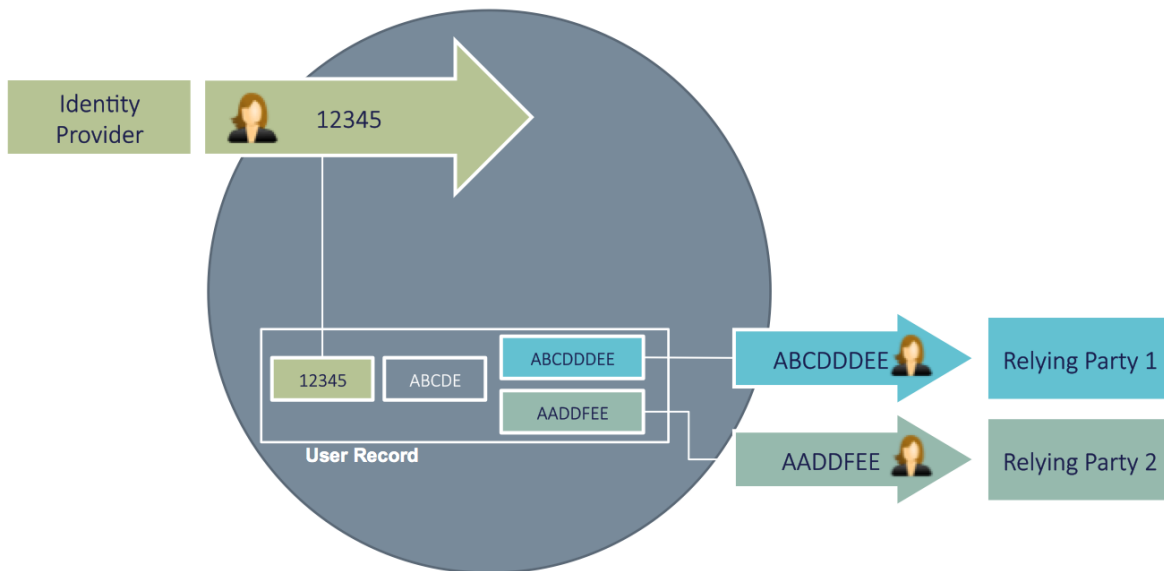 Identity
Provider
12345
12345
ABCDE
ABCDDDEE
AADDFEE
User Record
ABCDDDEE
Relying Party 1
AADDFEE
Relying Party 2